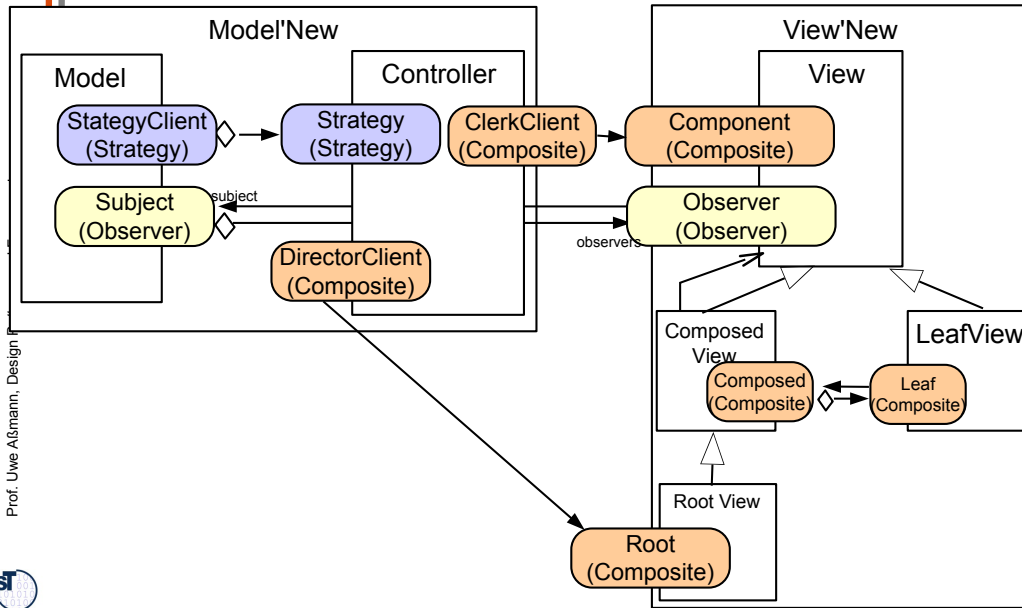 Model'New
View'New
Model
Controller
View
StategyClient
(Strategy)
Strategy
(Strategy)
ClerkClient
(Composite)
Component
(Composite)
subject
Subject
(Observer)
Observer
(Observer)
observers
DirectorClient
(Composite)
Composed
View
LeafView
Composed
(Composite)
Leaf
(Composite)
Root View
Root
(Composite)
Prof. Uwe Aßmann, Design
ST